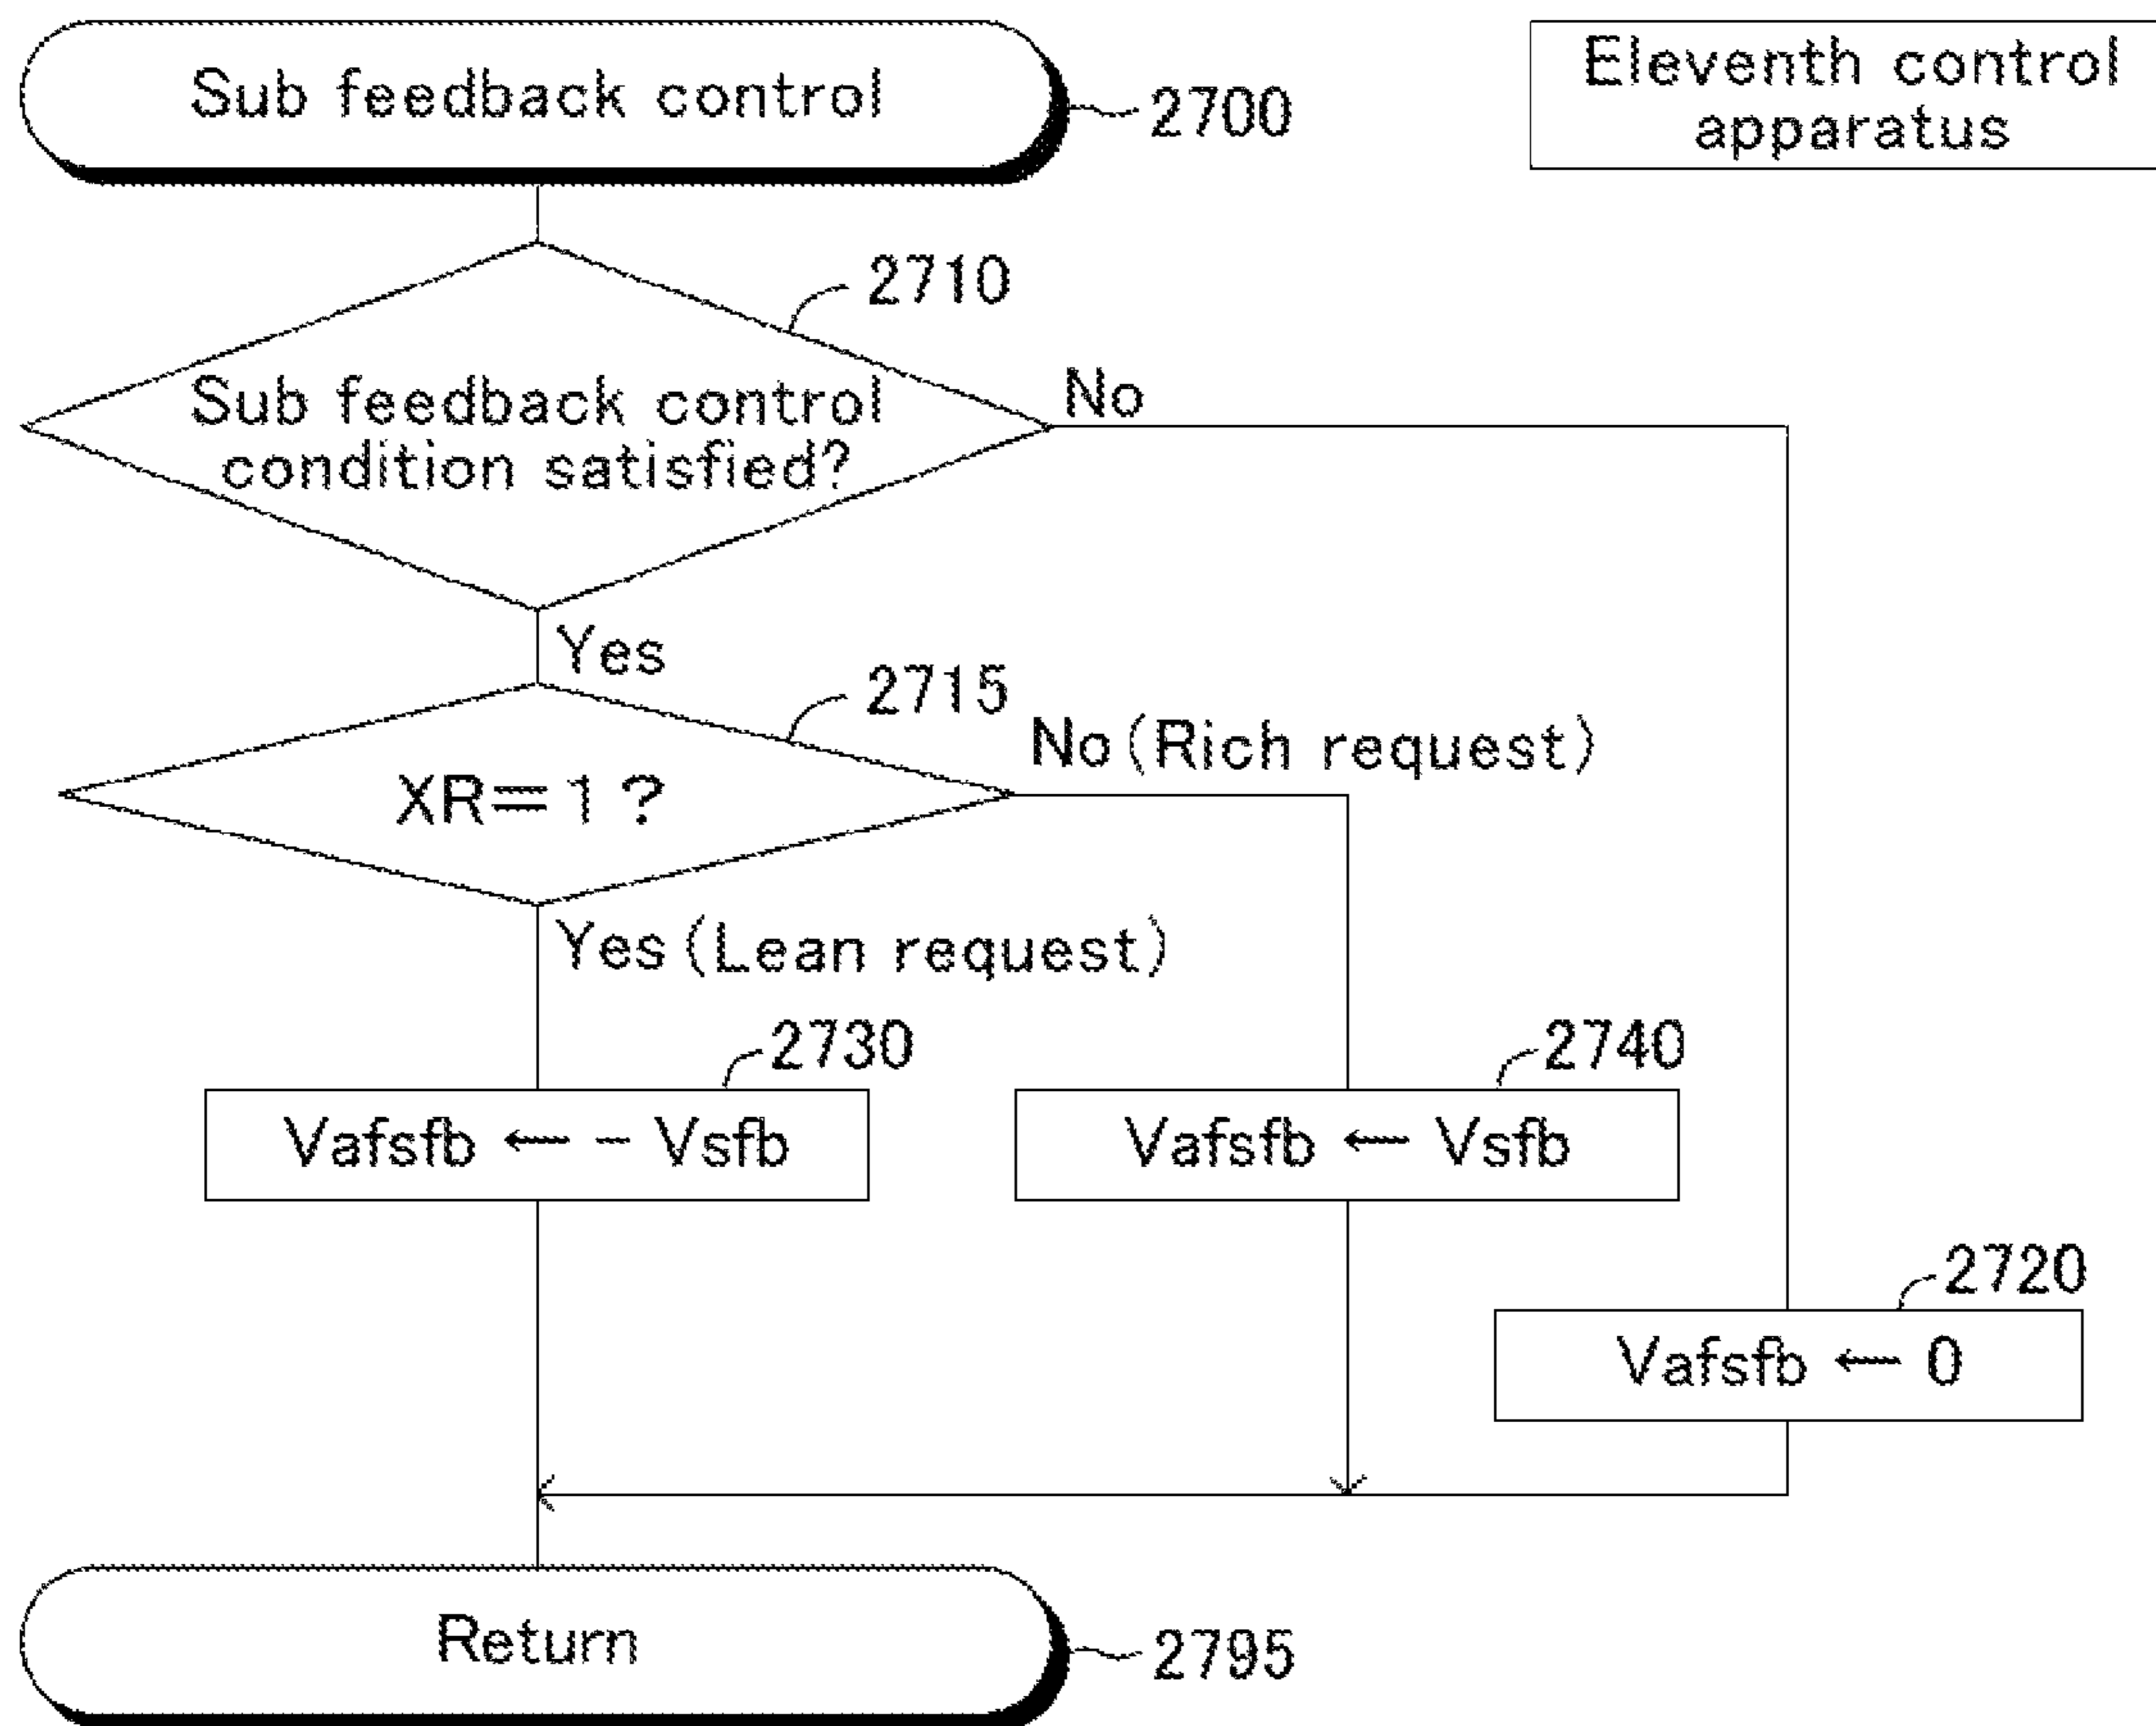 Sub feedback control
2700
Eleventh control
apparatus
2710
Sub feedback control
condition satisfied?
No
Yes
2715
XR=1?
No(Rich request)
Yes(Lean request)
2730
Vafsfb ← - Vsfb
2740
Vafsfb ← Vsfb
2720
Vafsfb ← 0
Return
2795